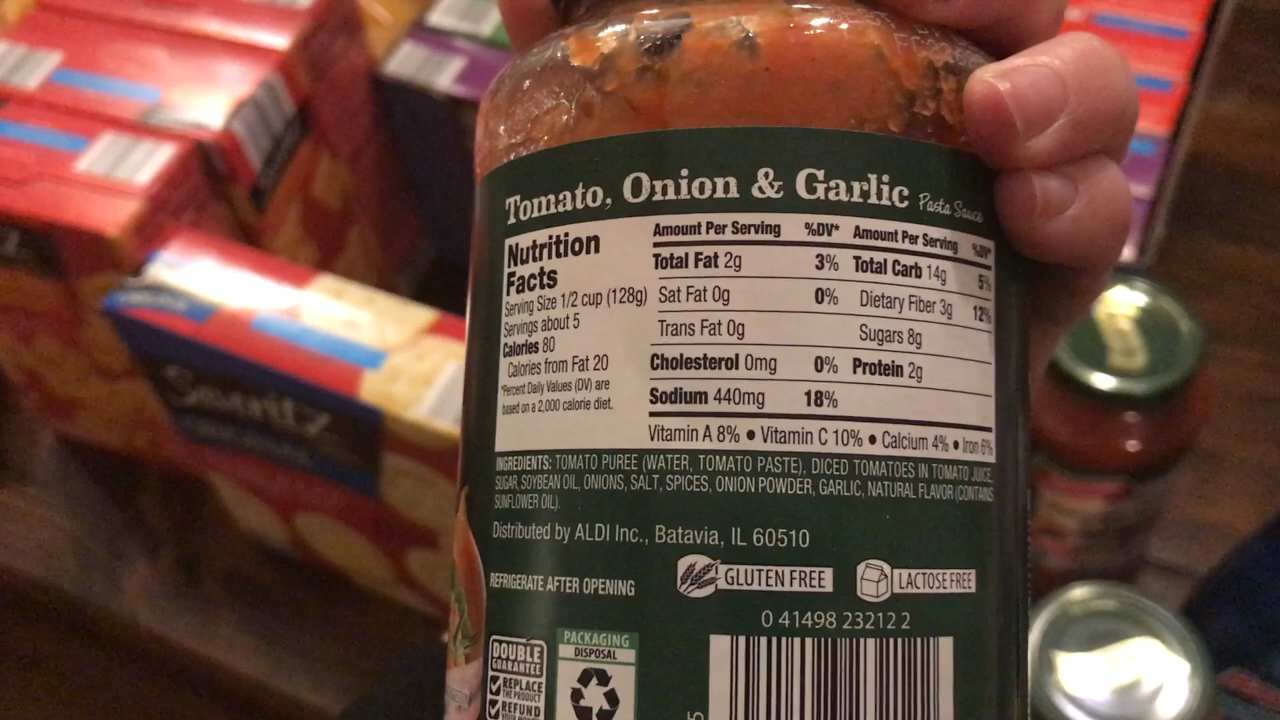 Tomato, Onion & Garlic Pasta Sauce
Nutrition
Facts
Serving Size 1/2 cup (128g)
Servings about 5
Calories 80
Calories from Fat 20
*Percent Daily Values (DV) are
based on a 2,000 calorie diet.
Amount Per Serving %DV* Amount Per Serving %DV*
Total Fat 2g 3% Total Carb 14g 5%
Sat Fat 0g 0% Dietary Fiber 3g 12%
Trans Fat 0g Sugars 8g
Cholesterol 0mg 0% Protein 2g
Sodium 440mg 18%
Vitamin A 8% ● Vitamin C 10% ● Calcium 4% ● Iron 6%
INGREDIENTS: TOMATO PUREE (WATER, TOMATO PASTE), DICED TOMATOES IN TOMATO JUICE,
SUGAR, SOYBEAN OIL, ONIONS, SALT, SPICES, ONION POWDER, GARLIC, NATURAL FLAVOR (CONTAINS
SUNFLOWER OIL).
Distributed by ALDI Inc., Batavia, IL 60510
REFRIGERATE AFTER OPENING
GLUTEN FREE
LACTOSE FREE
0 41498 23212 2
DOUBLE
GUARANTEE
REPLACE
THE PRODUCT
REFUND
PACKAGING
DISPOSAL
Savoritz